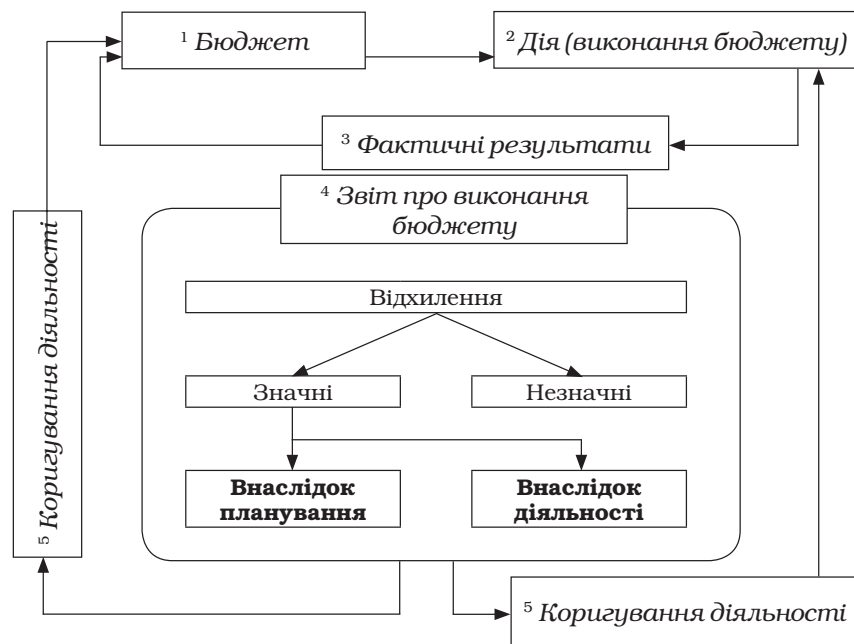 ¹ Бюджет
² Дія (виконання бюджету)
³ Фактичні результати
⁴ Звіт про виконання
бюджету
Відхилення
Значні
Незначні
Внаслідок
планування
Внаслідок
діяльності
⁵ Коригування діяльності
⁵ Коригування діяльності